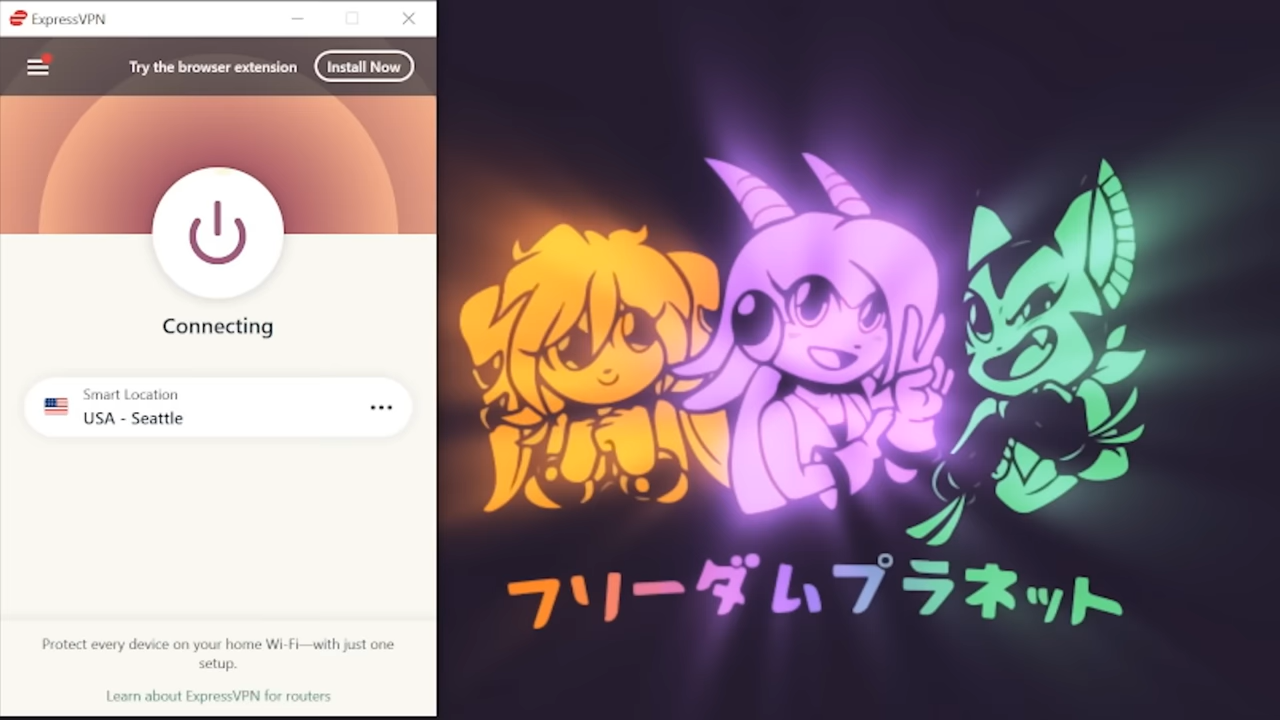 ExpressVPN
Try the browser extension
Install Now
Connecting
Smart Location
USA - Seattle
Protect every device on your home Wi-Fi—with just one
setup.
Learn about ExpressVPN for routers
フリーダムプラネット